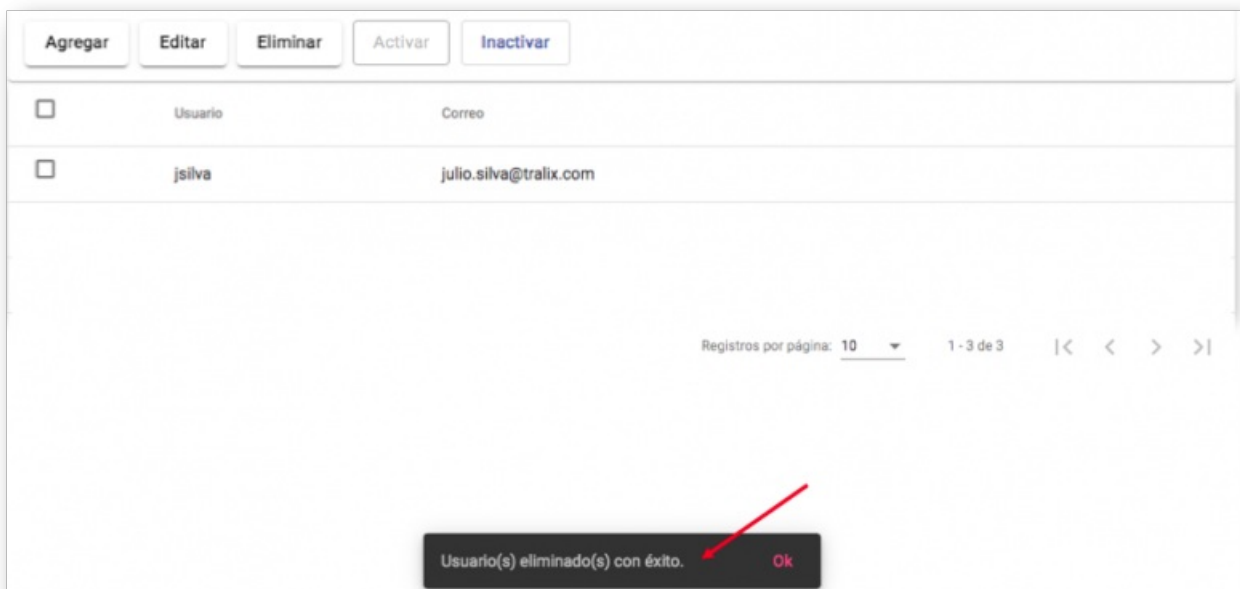 Agregar Editar Eliminar Activar Inactivar
Usuario Correo
jsilva julio.silva@tralix.com
Registros por página: 10 1 - 3 de 3
Usuario(s) eliminado(s) con éxito. Ok